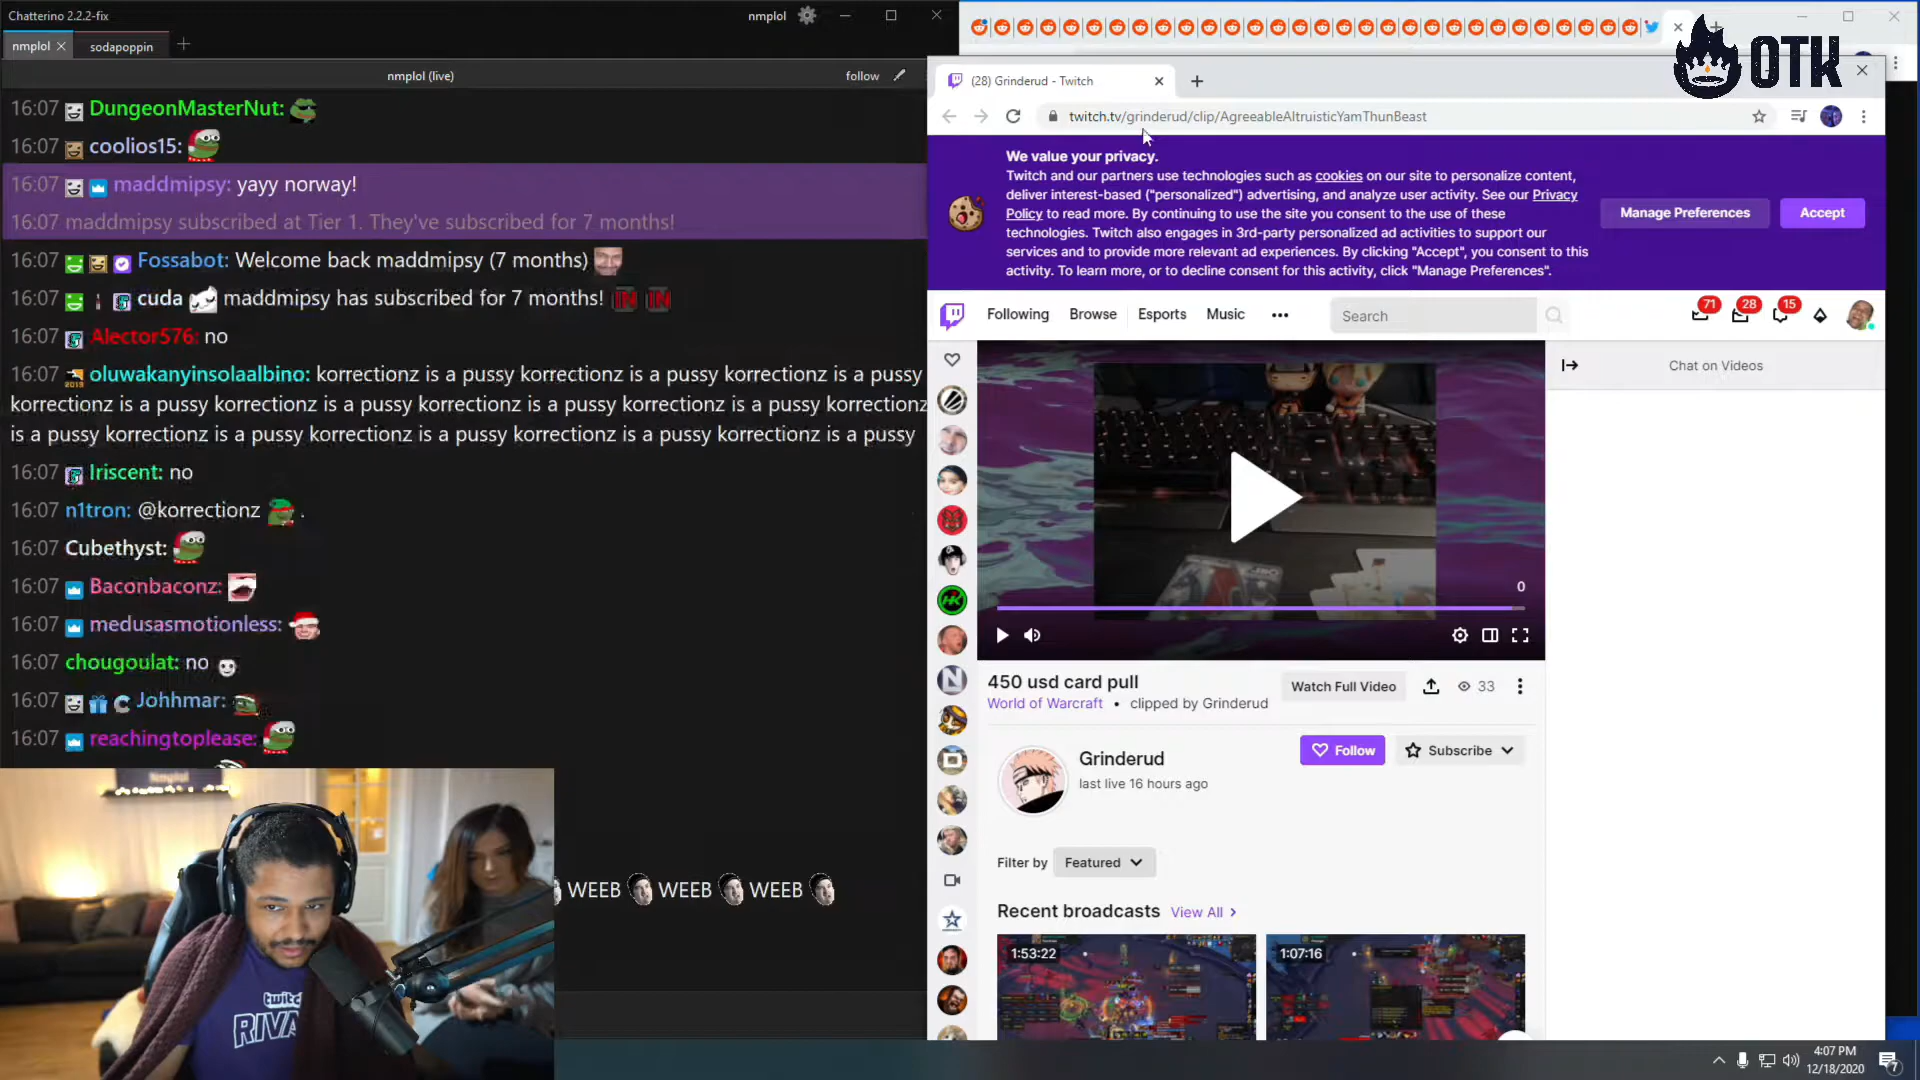 Chatterino 2.2.2-fix
nmplol
nmplol
sodapoppin
nmplol (live)
follow
16:07 DungeonMasterNut:
16:07 coolios15:
16:07 maddmipsy: yayy norway!
16:07 maddmipsy subscribed at Tier 1. They've subscribed for 7 months!
16:07 Fossabot: Welcome back maddmipsy (7 months)
16:07 cuda maddmipsy has subscribed for 7 months!
16:07 Alector576: no
16:07 oluwakanyinsolaalbino: korrectionz is a pussy korrectionz is a pussy korrectionz is a pussy
korrectionz is a pussy korrectionz is a pussy korrectionz is a pussy korrectionz is a pussy korrectionz
is a pussy korrectionz is a pussy korrectionz is a pussy korrectionz is a pussy korrectionz is a pussy
16:07 Iriscent: no
16:07 n1tron: @korrectionz .
16:07 Cubethyst:
16:07 Baconbaconz:
16:07 medusasmotionless:
16:07 chougoulat: no
16:07 Johhmar:
16:07 reachingtoplease:
WEEB WEEB WEEB
Nmplol
twitch
RIVA
OTK
(28) Grinderud - Twitch
twitch.tv/grinderud/clip/AgreeableAltruisticYamThunBeast
We value your privacy.
Twitch and our partners use technologies such as cookies on our site to personalize content,
deliver interest-based ("personalized") advertising, and analyze user activity. See our Privacy
Policy to read more. By continuing to use the site you consent to the use of these
technologies. Twitch also engages in 3rd-party personalized ad activities to support our
services and to provide more relevant ad experiences. By clicking "Accept", you consent to this
activity. To learn more, or to decline consent for this activity, click "Manage Preferences".
Manage Preferences
Accept
Following
Browse
Esports
Music
Search
71
28
15
Chat on Videos
0
450 usd card pull
World of Warcraft • clipped by Grinderud
Watch Full Video
33
Grinderud
last live 16 hours ago
Follow
Subscribe
Filter by
Featured
Recent broadcasts
View All
1:53:22
1:07:16
4:07 PM
12/18/2020
7